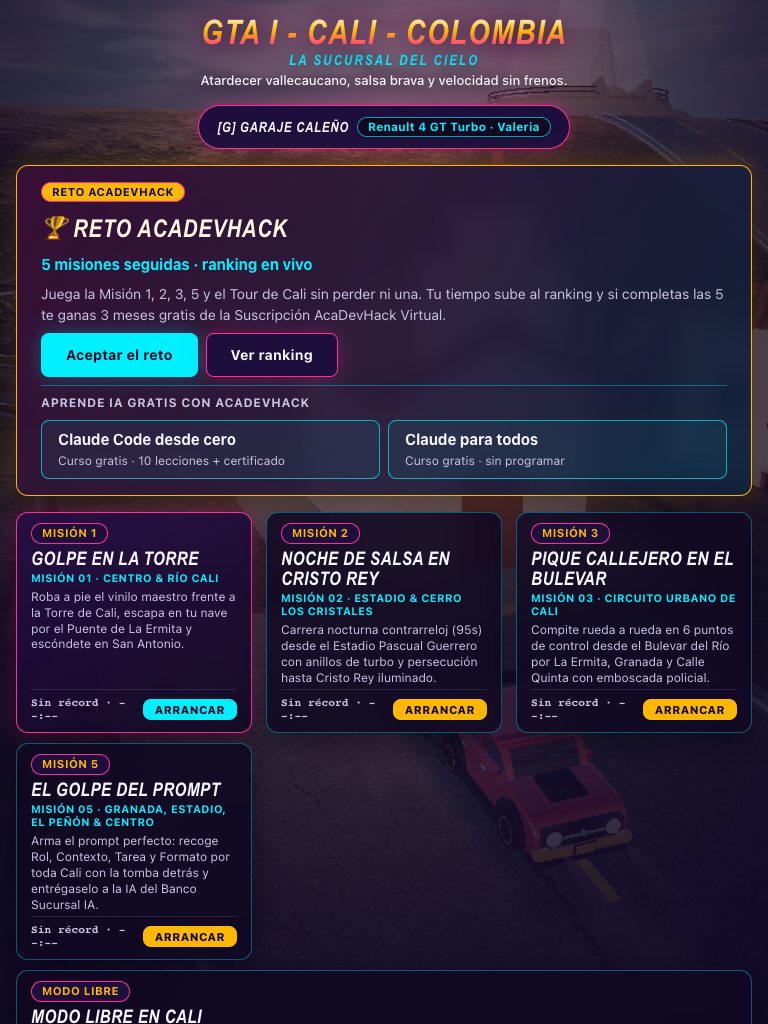 GTA I - CALI - COLOMBIA
LA SUCURSAL DEL CIELO
Atardecer vallecaucano, salsa brava y velocidad sin frenos.
[G] GARAJE CALEÑO Renault 4 GT Turbo · Valeria
RETO ACADEVHACK
🏆 RETO ACADEVHACK
5 misiones seguidas · ranking en vivo
Juega la Misión 1, 2, 3, 5 y el Tour de Cali sin perder ni una. Tu tiempo sube al ranking y si completas las 5
te ganas 3 meses gratis de la Suscripción AcaDevHack Virtual.
Aceptar el reto
Ver ranking
APRENDE IA GRATIS CON ACADEVHACK
Claude Code desde cero
Curso gratis · 10 lecciones + certificado
Claude para todos
Curso gratis · sin programar
MISIÓN 1
GOLPE EN LA TORRE
MISIÓN 01 · CENTRO & RÍO CALI
Roba a pie el vinilo maestro frente a
la Torre de Cali, escapa en tu nave
por el Puente de La Ermita y
escóndete en San Antonio.
Sin récord · -
-:--
ARRANCAR
MISIÓN 2
NOCHE DE SALSA EN
CRISTO REY
MISIÓN 02 · ESTADIO & CERRO
LOS CRISTALES
Carrera nocturna contrarreloj (95s)
desde el Estadio Pascual Guerrero
con anillos de turbo y persecución
hasta Cristo Rey iluminado.
Sin récord · -
-:--
ARRANCAR
MISIÓN 3
PIQUE CALLEJERO EN EL
BULEVAR
MISIÓN 03 · CIRCUITO URBANO DE
CALI
Compite rueda a rueda en 6 puntos
de control desde el Bulevar del Río
por La Ermita, Granada y Calle
Quinta con emboscada policial.
Sin récord · -
-:--
ARRANCAR
MISIÓN 5
EL GOLPE DEL PROMPT
MISIÓN 05 · GRANADA, ESTADIO,
EL PEÑÓN & CENTRO
Arma el prompt perfecto: recoge
Rol, Contexto, Tarea y Formato por
toda Cali con la tomba detrás y
entrégaselo a la IA del Banco
Sucursal IA.
Sin récord · -
-:--
ARRANCAR
MODO LIBRE
MODO LIBRE EN CALI